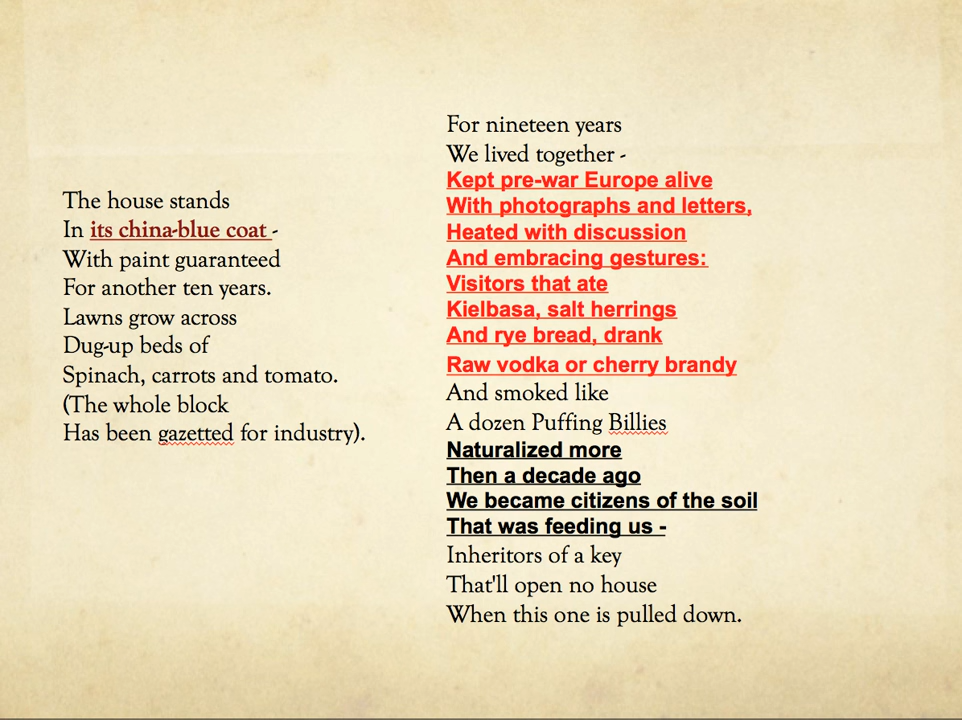 The house stands
In its china-blue coat -
With paint guaranteed
For another ten years.
Lawns grow across
Dug-up beds of
Spinach, carrots and tomato.
(The whole block
Has been gazetted for industry).
For nineteen years
We lived together -
Kept pre-war Europe alive
With photographs and letters,
Heated with discussion
And embracing gestures:
Visitors that ate
Kielbasa, salt herrings
And rye bread, drank
Raw vodka or cherry brandy
And smoked like
A dozen Puffing Billies
Naturalized more
Then a decade ago
We became citizens of the soil
That was feeding us -
Inheritors of a key
That'll open no house
When this one is pulled down.